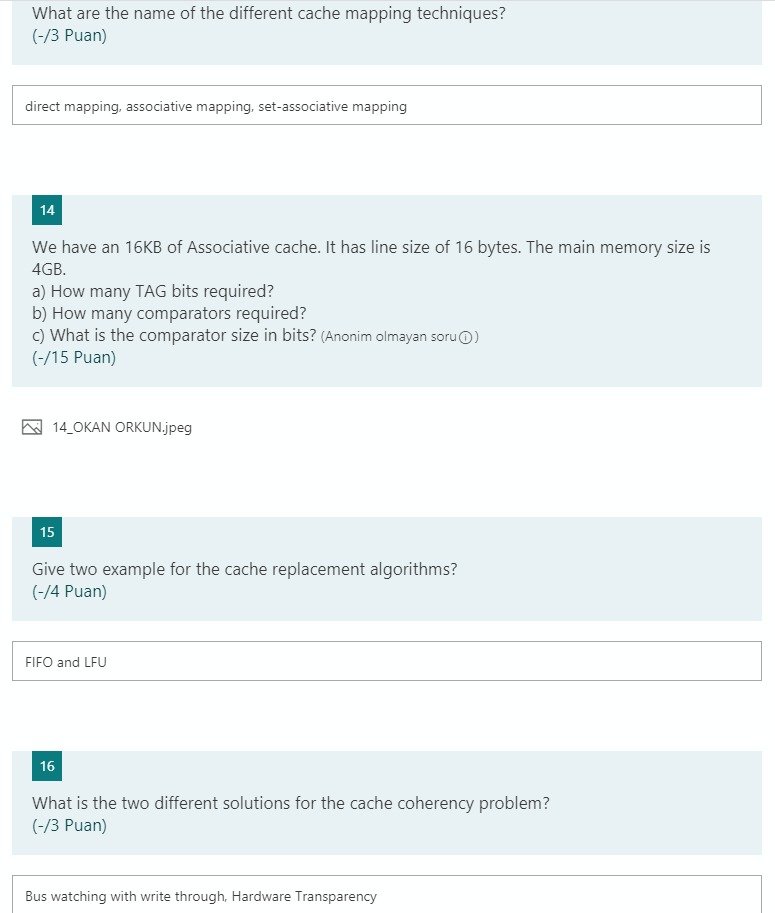 What are the name of the different cache mapping techniques?
(-/3 Puan)
direct mapping, associative mapping, set-associative mapping
14
We have an 16KB of Associative cache. It has line size of 16 bytes. The main memory size is
4GB.
a) How many TAG bits required?
b) How many comparators required?
c) What is the comparator size in bits? (Anonim olmayan soru ⓘ)
(-/15 Puan)
14_OKAN ORKUN.jpeg
15
Give two example for the cache replacement algorithms?
(-/4 Puan)
FIFO and LFU
16
What is the two different solutions for the cache coherency problem?
(-/3 Puan)
Bus watching with write through, Hardware Transparency